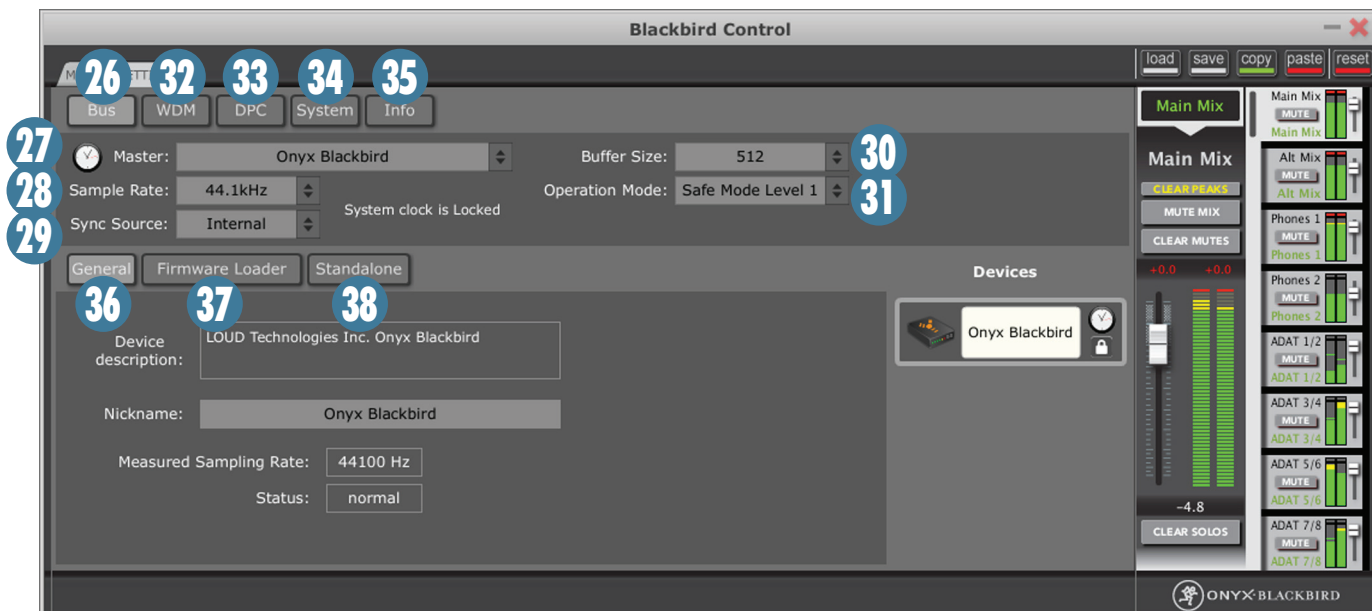 Blackbird Control
load save copy paste reset
26 32 33 34 35
Bus WDM DPC System Info
27 Master: Onyx Blackbird
Buffer Size: 512 30
28 Sample Rate: 44.1kHz
Operation Mode: Safe Mode Level 1 31
System clock is Locked
29 Sync Source: Internal
General Firmware Loader Standalone
36 37 38
Device
description:
LOUD Technologies Inc. Onyx Blackbird
Nickname: Onyx Blackbird
Measured Sampling Rate: 44100 Hz
Status: normal
Devices
Onyx Blackbird
Main Mix
Main Mix
CLEAR PEAKS
MUTE MIX
CLEAR MUTES
+0.0 +0.0
-4.8
CLEAR SOLOS
Main Mix
MUTE
Main Mix
Alt Mix
MUTE
Alt Mix
Phones 1
MUTE
Phones 1
Phones 2
MUTE
Phones 2
ADAT 1/2
MUTE
ADAT 1/2
ADAT 3/4
MUTE
ADAT 3/4
ADAT 5/6
MUTE
ADAT 5/6
ADAT 7/8
MUTE
ADAT 7/8
ONYX BLACKBIRD